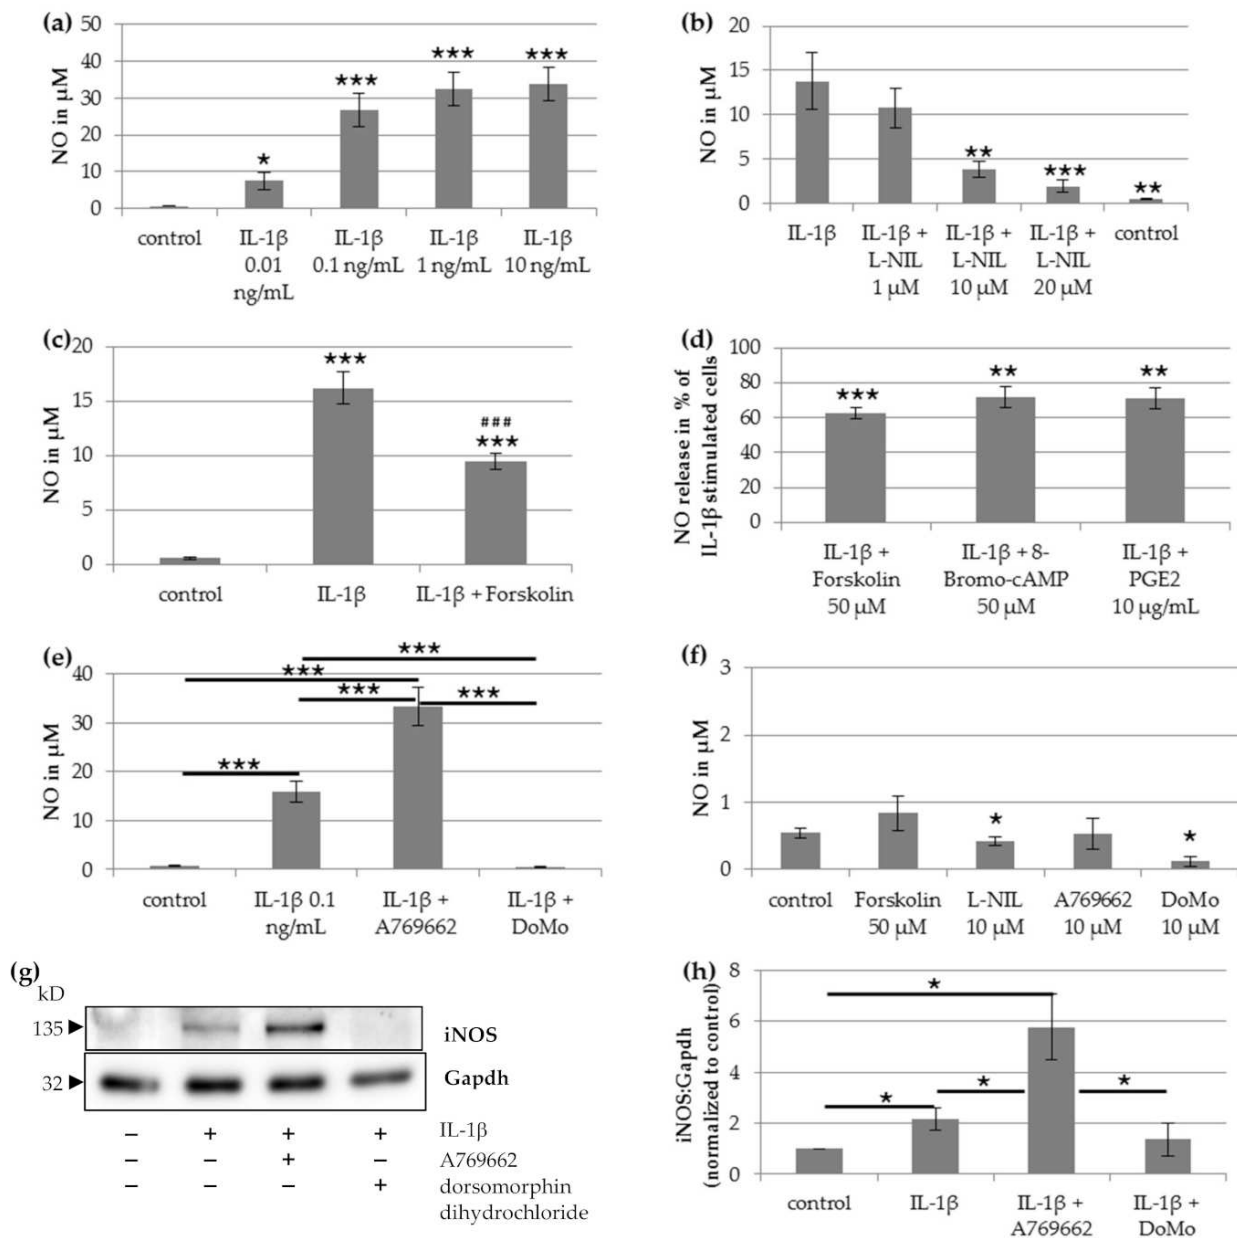 (a)
NO in µM
50
40
30
20
10
0
*
***
***
***
control
IL-1β
0.01
ng/mL
IL-1β
0.1 ng/mL
IL-1β
1 ng/mL
IL-1β
10 ng/mL
(b)
NO in µM
20
15
10
5
0
**
***
**
IL-1β
IL-1β +
L-NIL
1 µM
IL-1β +
L-NIL
10 µM
IL-1β +
L-NIL
20 µM
control
(c)
NO in µM
20
15
10
5
0
***
###
***
control
IL-1β
IL-1β + Forskolin
(d)
NO release in % of
IL-1β stimulated cells
100
80
60
40
20
0
***
**
**
IL-1β +
Forskolin
50 µM
IL-1β + 8-
Bromo-cAMP
50 µM
IL-1β +
PGE2
10 µg/mL
(e)
NO in µM
40
30
20
10
0
***
***
***
***
***
control
IL-1β 0.1
ng/mL
IL-1β +
A769662
IL-1β +
DoMo
(f)
NO in µM
3
2
1
0
*
*
control
Forskolin
50 µM
L-NIL
10 µM
A769662
10 µM
DoMo
10 µM
(g)
kD
135
iNOS
32
Gapdh
– + + + IL-1β
– – + – A769662
– – – + dorsomorphin
dihydrochloride
(h)
iNOS:Gapdh
(normalized to control)
8
6
4
2
0
*
*
*
*
control
IL-1β
IL-1β +
A769662
IL-1β +
DoMo